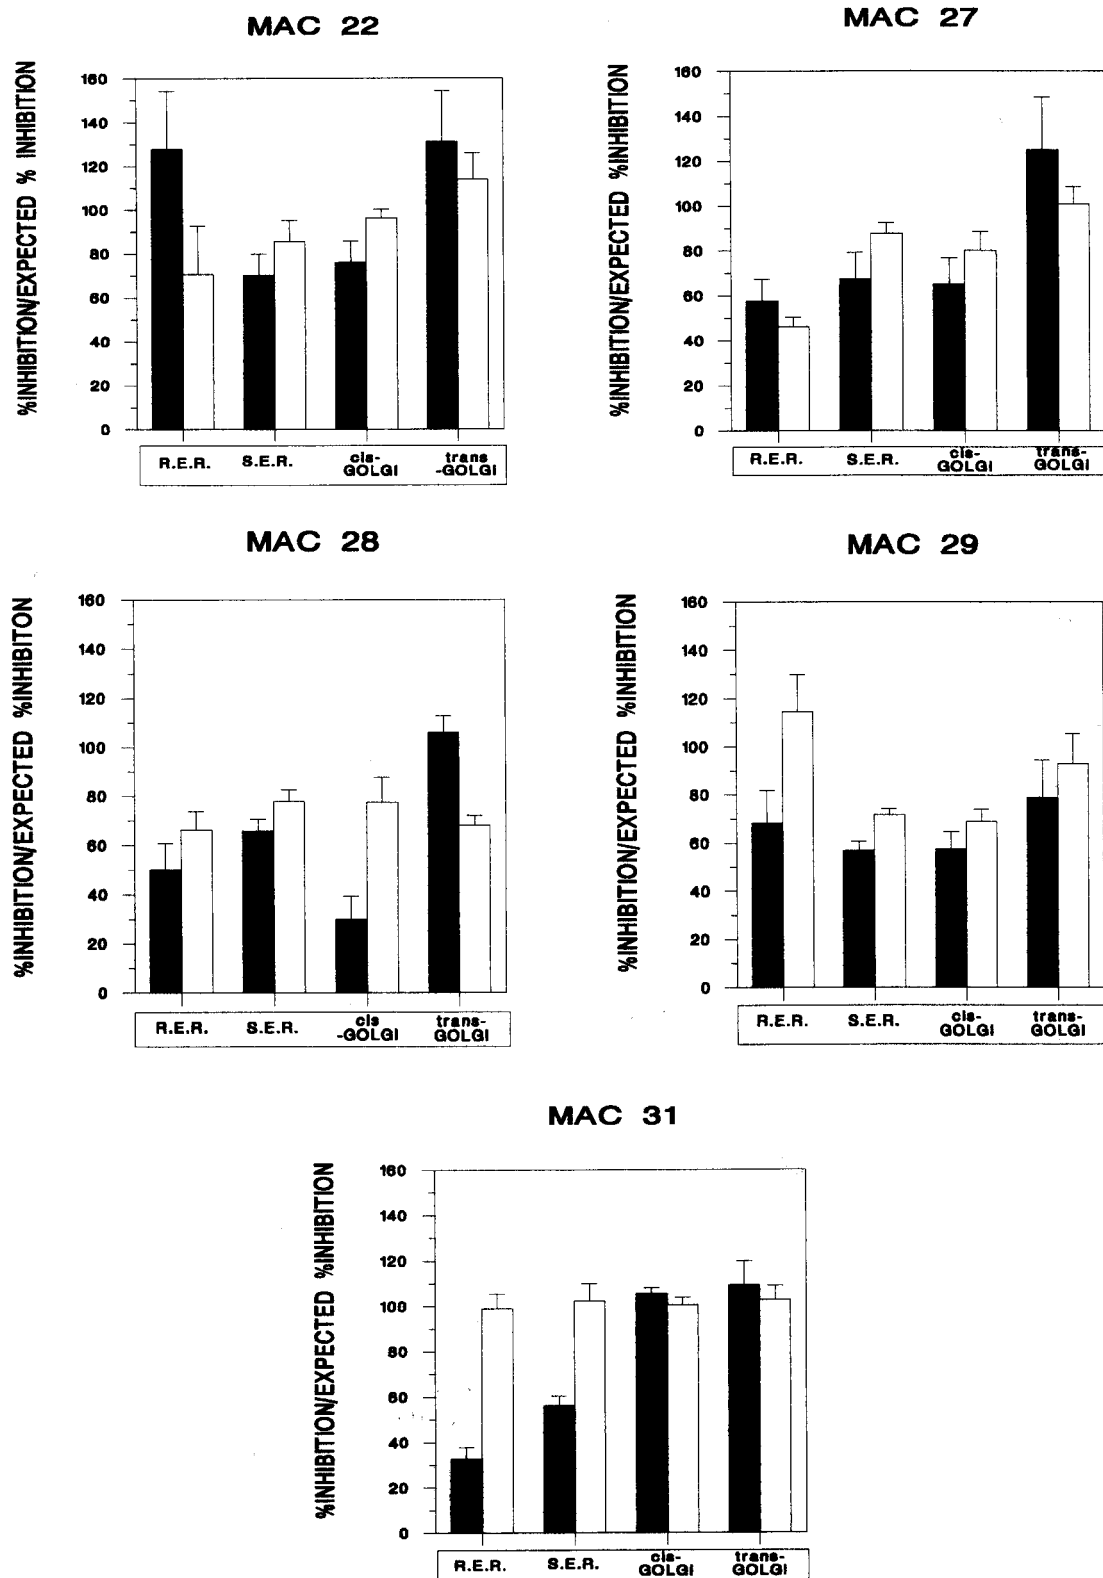 MAC 22
%INHIBITION/EXPECTED % INHIBITION
160
140
120
100
80
60
40
20
0
R.E.R.
S.E.R.
cis-
GOLGI
trans
-GOLGI
MAC 27
%INHIBITION/EXPECTED %INHIBITION
160
140
120
100
80
60
40
20
0
R.E.R.
S.E.R.
cis-
GOLGI
trans-
GOLGI
MAC 28
%INHIBITION/EXPECTED %INHIBITON
160
140
120
100
80
60
40
20
0
R.E.R.
S.E.R.
cis
-GOLGI
trans-
GOLGI
MAC 29
%INHIBITION/EXPECTED %INHIBITION
160
140
120
100
80
60
40
20
0
R.E.R.
S.E.R.
cis-
GOLGI
trans-
GOLGI
MAC 31
%INHIBITION/EXPECTED %INHIBITION
160
140
120
100
80
60
40
20
0
R.E.R.
S.E.R.
cis-
GOLGI
trans-
GOLGI